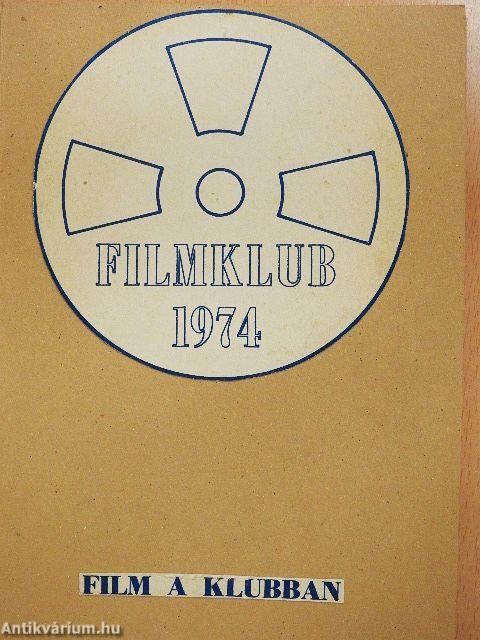 FILMKLUB
1974
FILM A KLUBBAN
Antikvárium.hu